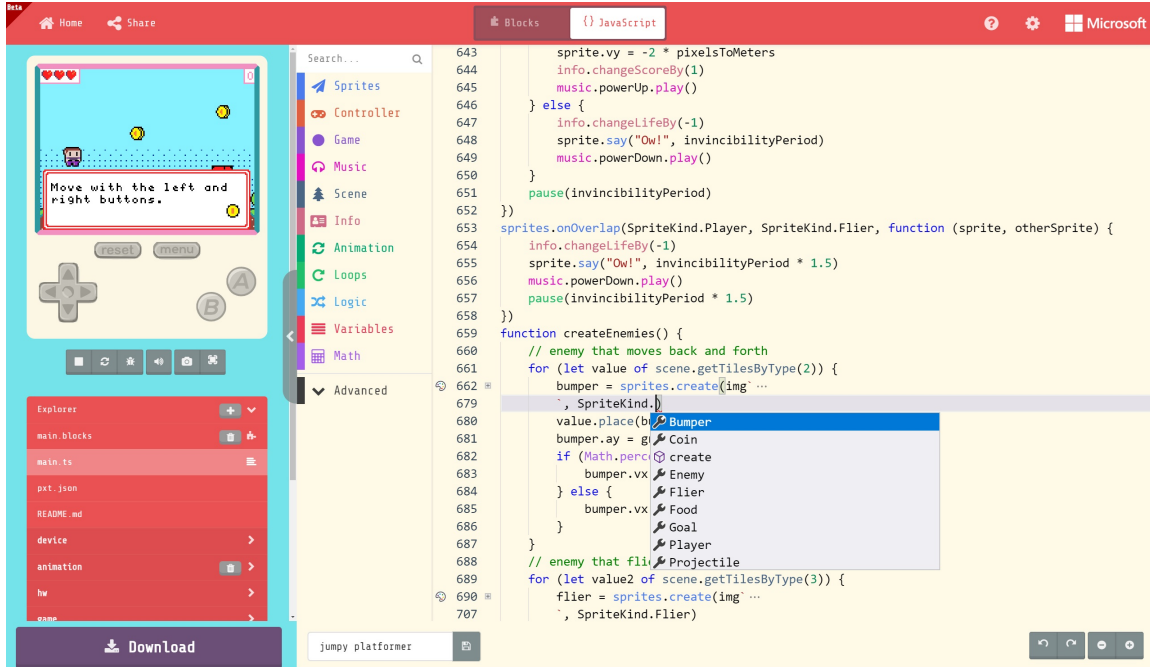 Beta
Home
Share
Blocks
{} JavaScript
Microsoft
0
Move with the left and
right buttons.
reset
menu
A
B
Explorer
main.blocks
main.ts
pxt.json
README.md
device
animation
hw
game
Download
Search...
Sprites
Controller
Game
Music
Scene
Info
Animation
Loops
Logic
Variables
Math
Advanced
643 sprite.vy = -2 * pixelsToMeters
644 info.changeScoreBy(1)
645 music.powerUp.play()
646 } else {
647 info.changeLifeBy(-1)
648 sprite.say("Ow!", invincibilityPeriod)
649 music.powerDown.play()
650 }
651 pause(invincibilityPeriod)
652 })
653 sprites.onOverlap(SpriteKind.Player, SpriteKind.Flier, function (sprite, otherSprite) {
654 info.changeLifeBy(-1)
655 sprite.say("Ow!", invincibilityPeriod * 1.5)
656 music.powerDown.play()
657 pause(invincibilityPeriod * 1.5)
658 })
659 function createEnemies() {
660 // enemy that moves back and forth
661 for (let value of scene.getTilesByType(2)) {
662 bumper = sprites.create(img` ...
679 `, SpriteKind.)
680 value.place(b
681 bumper.ay = g
682 if (Math.perc
683 bumper.vx
684 } else {
685 bumper.vx
686 }
687 }
688 // enemy that fli
689 for (let value2 of scene.getTilesByType(3)) {
690 flier = sprites.create(img` ...
707 `, SpriteKind.Flier)
Bumper
Coin
create
Enemy
Flier
Food
Goal
Player
Projectile
jumpy platformer